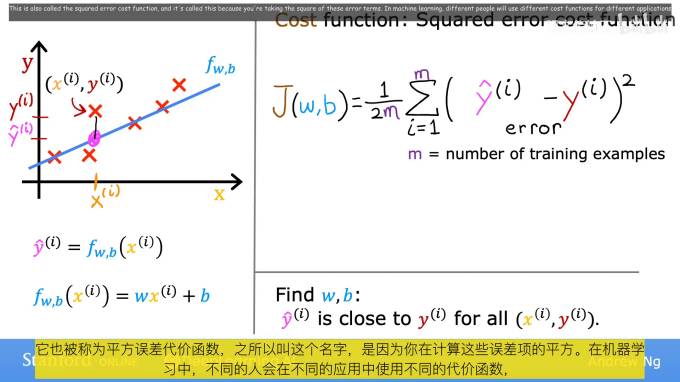 This is also called the squared error cost function, and it's called this because you're taking the square of these error terms. In machine learning, different people will use different cost functions for different applications
Cost function: Squared error cost function
y
(x⁽ⁱ⁾, y⁽ⁱ⁾)
f_w,b
y⁽ⁱ⁾
ŷ⁽ⁱ⁾
x⁽ⁱ⁾
x
ŷ⁽ⁱ⁾ = f_w,b(x⁽ⁱ⁾)
f_w,b(x⁽ⁱ⁾) = wx⁽ⁱ⁾ + b
J(w,b) = 1/2m ∑ᵢ₌₁ᵐ (ŷ⁽ⁱ⁾ − y⁽ⁱ⁾)²
error
m = number of training examples
Find w, b:
ŷ⁽ⁱ⁾ is close to y⁽ⁱ⁾ for all (x⁽ⁱ⁾, y⁽ⁱ⁾).
它也被称为平方误差代价函数，之所以叫这个名字，是因为你在计算这些误差项的平方。在机器学
习中，不同的人会在不同的应用中使用不同的代价函数，
Stanford ONLINE
Andrew Ng